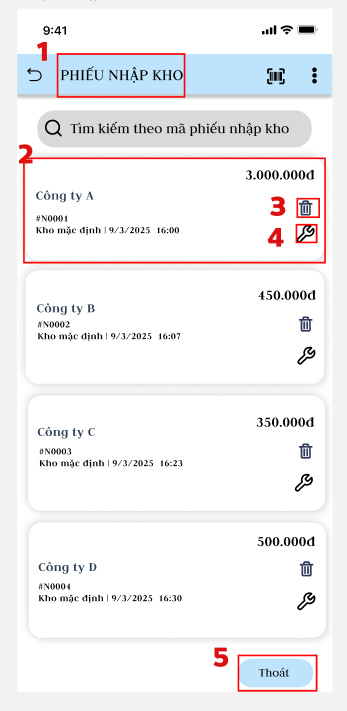 9:41
1
PHIẾU NHẬP KHO
Tìm kiếm theo mã phiếu nhập kho
2
3.000.000đ
Công ty A
3
#N0001
Kho mặc định | 9/3/2025 16:00
4
450.000đ
Công ty B
#N0002
Kho mặc định | 9/3/2025 16:07
350.000đ
Công ty C
#N0003
Kho mặc định | 9/3/2025 16:23
500.000đ
Công ty D
#N0004
Kho mặc định | 9/3/2025 16:30
5
Thoát